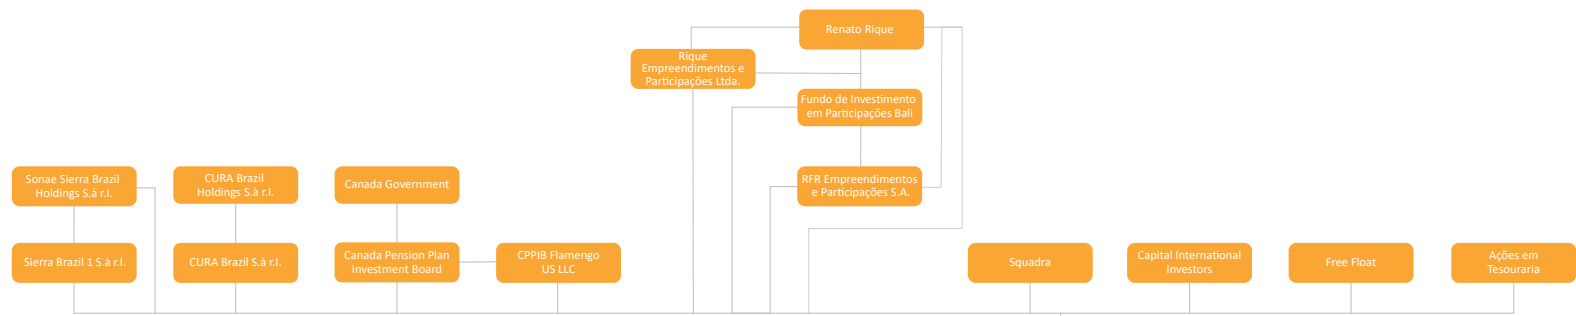 Renato Rique
Rique
Empreendimentos e
Participações Ltda.
Fundo de Investimento
em Participações Bali
Sonae Sierra Brazil
Holdings S.à r.l.
CURA Brazil
Holdings S.à r.l.
Canada Government
RFR Empreendimentos
e Participações S.A.
Sierra Brazil 1 S.à r.l.
CURA Brazil S.à r.l.
Canada Pension Plan
Investment Board
CPPIB Flamengo
US LLC
Squadra
Capital International
Investors
Free Float
Ações em
Tesouraria